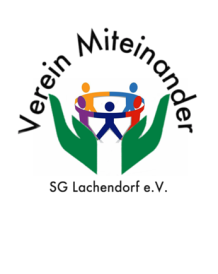 Verein Miteinander
SG Lachendorf e.V.